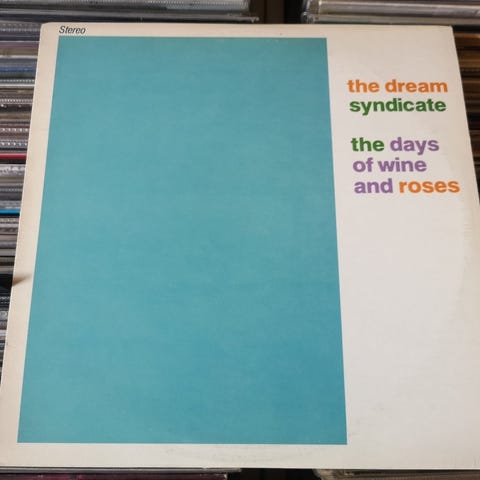 Stereo
the dream
syndicate
the days
of wine
and roses